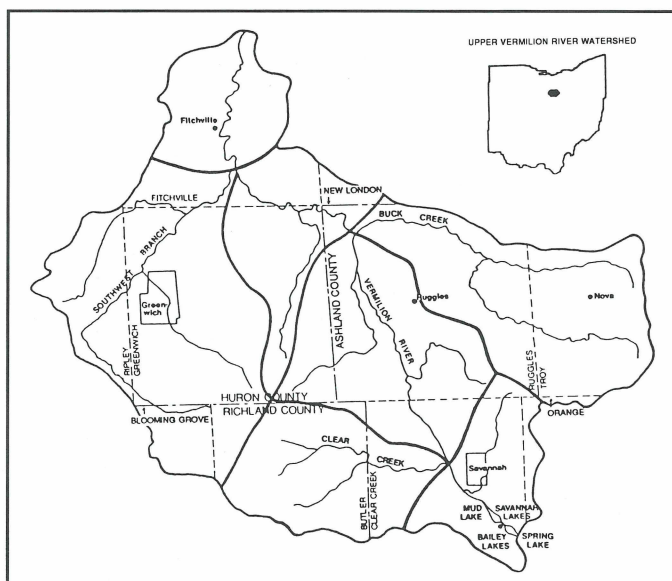 UPPER VERMILION RIVER WATERSHED
Fitchville
FITCHVILLE
NEW LONDON
BUCK CREEK
SOUTHWEST BRANCH
Green-
wich
ASHLAND COUNTY
VERMILION RIVER
Ruggles
Nova
RIPLEY
GREENWICH
RUGGLES
TROY
HURON COUNTY
RICHLAND COUNTY
BLOOMING GROVE
ORANGE
CLEAR CREEK
BUTLER
CLEAR CREEK
Savannah
MUD
LAKE
SAVANNAH
LAKES
BAILEY
LAKES
SPRING
LAKE